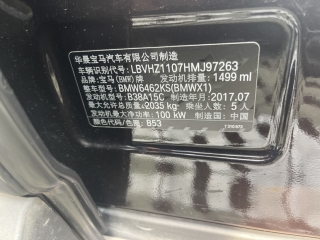 华晨宝马汽车有限公司制造
车辆识别代号: LBVHZ1107HMJ97263
品牌: 宝马(BMW)牌 发动机排量: 1499 ml
整车型号: BMW6462KS(BMWX1)
发动机型号: B38A15C 制造年月: 2017.07
最大允许总质量: 2035 kg 乘坐人数: 5 人
发动机最大净功率: 100 kW 制造国: 中国
颜色/色圈: B53